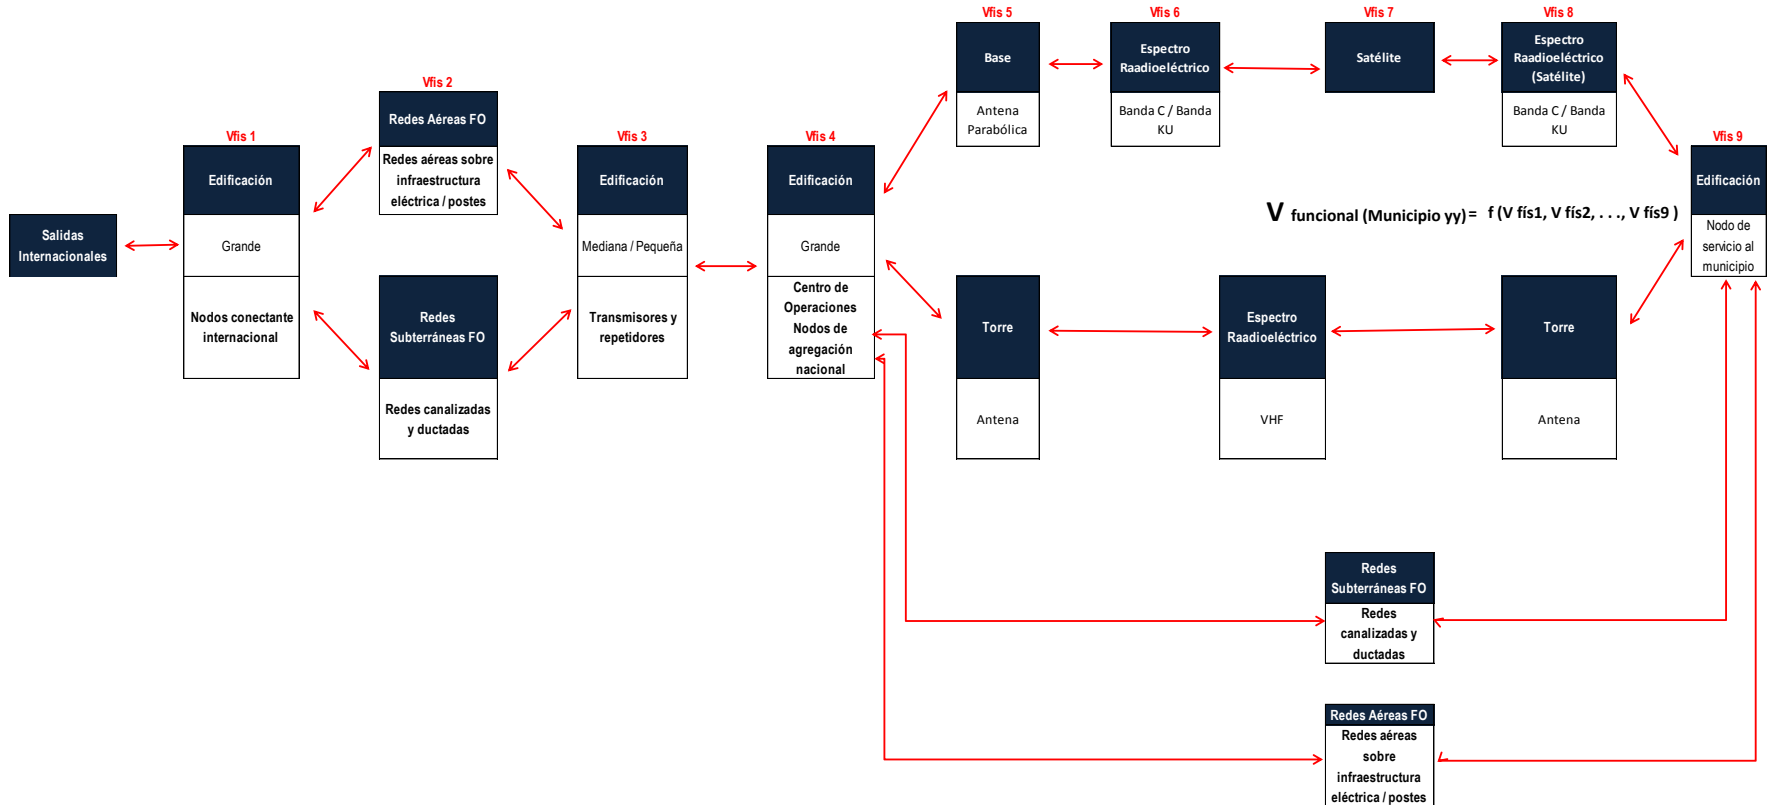 Vfis 5
Vfis 6
Vfis 7
Vfis 8
Base
Antena
Parabólica
Espectro
Raadioeléctrico
Banda C / Banda
KU
Satélite
Espectro
Raadioeléctrico
(Satélite)
Banda C / Banda
KU
Vfis 2
Redes Aéreas FO
Redes aéreas sobre
infraestructura
eléctrica / postes
Vfis 1
Edificación
Grande
Nodos conectante
internacional
Vfis 3
Edificación
Mediana / Pequeña
Transmisores y
repetidores
Vfis 4
Edificación
Grande
Centro de
Operaciones
Nodos de
agregación
nacional
Vfis 9
Edificación
Nodo de
servicio al
municipio
V funcional (Municipio yy) = f (V fís1, V fís2, . . ., V fís9 )
Salidas
Internacionales
Redes
Subterráneas FO
Redes canalizadas
y ductadas
Torre
Antena
Espectro
Raadioeléctrico
VHF
Torre
Antena
Redes
Subterráneas FO
Redes
canalizadas y
ductadas
Redes Aéreas FO
Redes aéreas
sobre
infraestructura
eléctrica / postes